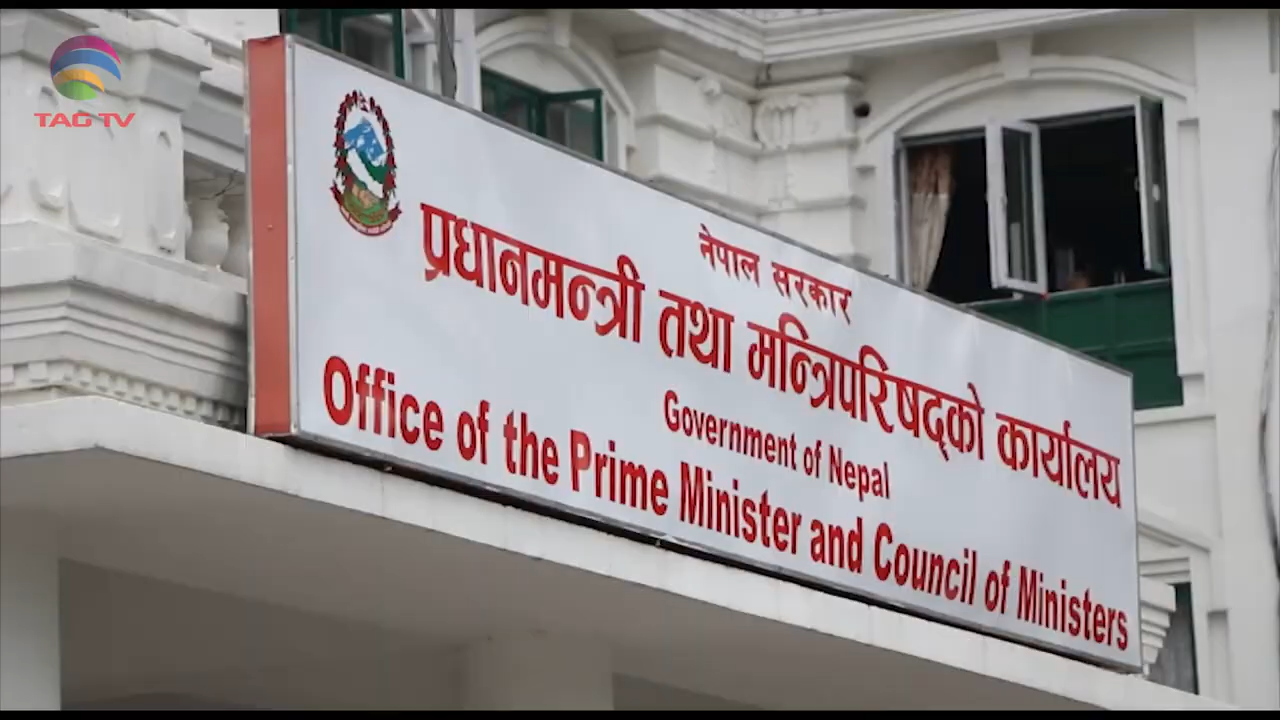 TAG TV
नेपाल सरकार
प्रधानमन्त्री तथा मन्त्रिपरिषद्को कार्यालय
Government of Nepal
Office of the Prime Minister and Council of Ministers